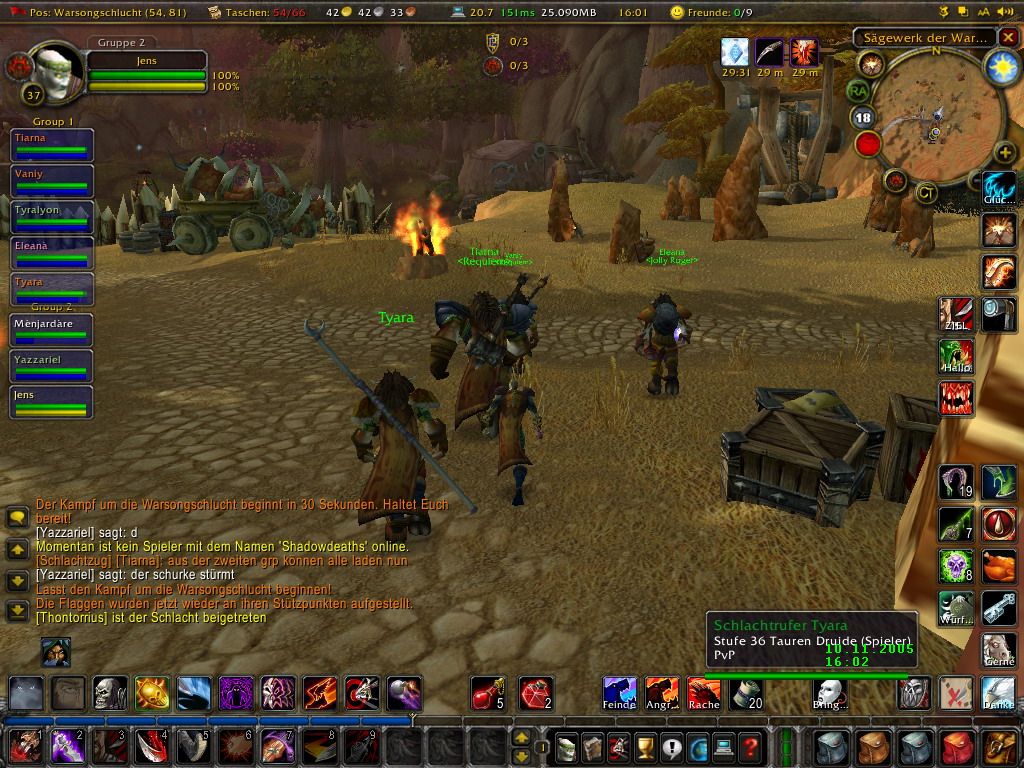 Pos: Warsongschlucht (54, 81)
Taschen: 54/66
42 42 33
20.7 151ms 25.090MB
16:01
Freunde: 0/9
Gruppe 2
Jens
100%
100%
37
0/3
0/3
29:31 29 m 29 m
Sägewerk der War...
N
RA
18
CT
Group 1
Tiarna
Vaniy
Tyralyon
Eleana
Tyara
Group 2
Menjardare
Yazzariel
Jens
Tiarna
<Requiem>
Vaniy
Eleana
<Jolly Roger>
Tyara
Hallo
19
7
8
Würf...
Gerne
Der Kampf um die Warsongschlucht beginnt in 30 Sekunden. Haltet Euch
bereit!
[Yazzariel] sagt: d
Momentan ist kein Spieler mit dem Namen 'Shadowdeaths' online.
[Schlachtzug] [Tiarna]: aus der zweiten grp können alle laden nun
[Yazzariel] sagt: der schurke stürmt
Lasst den Kampf um die Warsongschlucht beginnen!
Die Flaggen wurden jetzt wieder an ihren Stützpunkten aufgestellt.
[Thontorrius] ist der Schlacht beigetreten
Schlachtrufer Tyara
Stufe 36 Tauren Druide (Spieler)
PvP
10.11.2005
16:02
5
2
Feinde
Angr...
Rache
20
Bring...
Danke
2 3 4 5 6 7 8 9
1